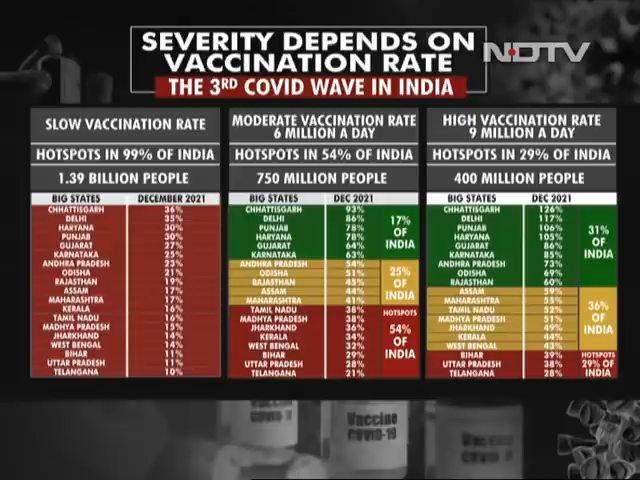 SEVERITY DEPENDS ON
VACCINATION RATE
NDTV
THE 3RD COVID WAVE IN INDIA
SLOW VACCINATION RATE
HOTSPOTS IN 99% OF INDIA
1.39 BILLION PEOPLE
BIG STATES DECEMBER 2021
CHHATTISGARH 36%
DELHI 35%
HARYANA 30%
PUNJAB 30%
GUJARAT 27%
KARNATAKA 25%
ANDHRA PRADESH 23%
ODISHA 21%
RAJASTHAN 19%
ASSAM 17%
MAHARASHTRA 17%
KERALA 16%
TAMIL NADU 16%
MADHYA PRADESH 15%
JHARKHAND 14%
WEST BENGAL 14%
BIHAR 11%
UTTAR PRADESH 11%
TELANGANA 10%
MODERATE VACCINATION RATE
6 MILLION A DAY
HOTSPOTS IN 54% OF INDIA
750 MILLION PEOPLE
BIG STATES DEC 2021
CHHATTISGARH 93%
DELHI 86%
PUNJAB 78%
HARYANA 78%
GUJARAT 64%
KARNATAKA 63%
17%
OF
INDIA
ANDHRA PRADESH 54%
ODISHA 51%
RAJASTHAN 45%
ASSAM 44%
MAHARASHTRA 41%
25%
OF
INDIA
TAMIL NADU 38%
MADHYA PRADESH 38%
JHARKHAND 36%
KERALA 34%
WEST BENGAL 32%
BIHAR 29%
UTTAR PRADESH 28%
TELANGANA 21%
HOTSPOTS
54%
OF
INDIA
HIGH VACCINATION RATE
9 MILLION A DAY
HOTSPOTS IN 29% OF INDIA
400 MILLION PEOPLE
BIG STATES DEC 2021
CHHATTISGARH 126%
DELHI 117%
PUNJAB 106%
HARYANA 105%
GUJARAT 86%
KARNATAKA 85%
ANDHRA PRADESH 73%
ODISHA 69%
RAJASTHAN 60%
31%
OF
INDIA
ASSAM 59%
MAHARASHTRA 55%
TAMIL NADU 52%
MADHYA PRADESH 51%
JHARKHAND 49%
KERALA 44%
WEST BENGAL 43%
36%
OF
INDIA
BIHAR 39%
UTTAR PRADESH 38%
TELANGANA 28%
HOTSPOTS
29% OF
INDIA
COVID-19
Vaccine
COVID-19
Vaccine